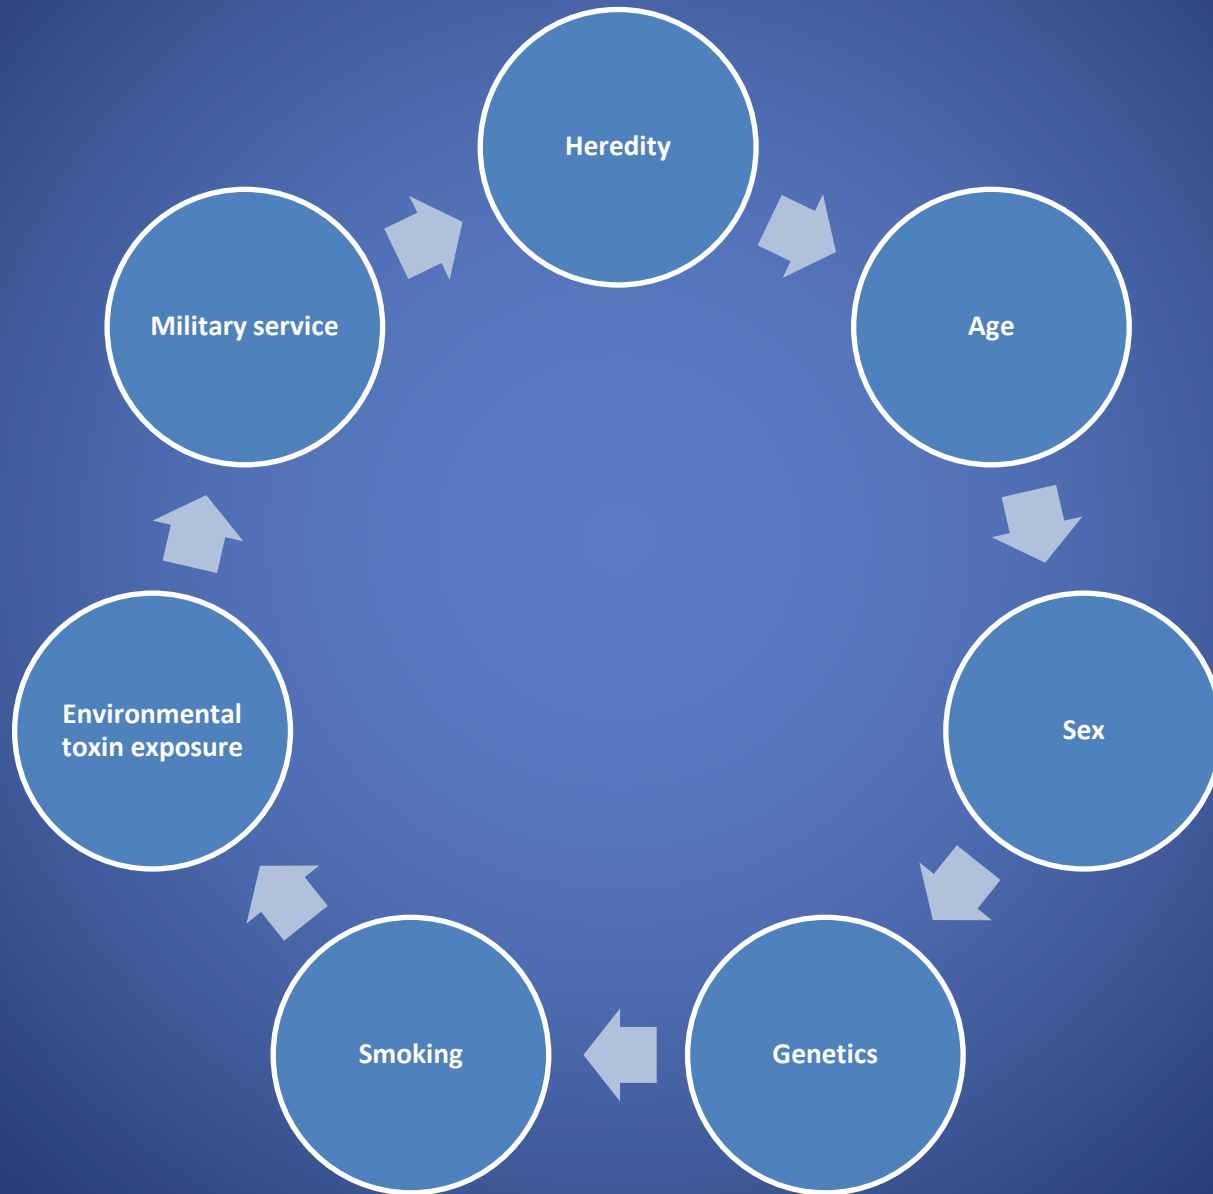 Heredity
Age
Sex
Genetics
Smoking
Environmental
toxin exposure
Military service